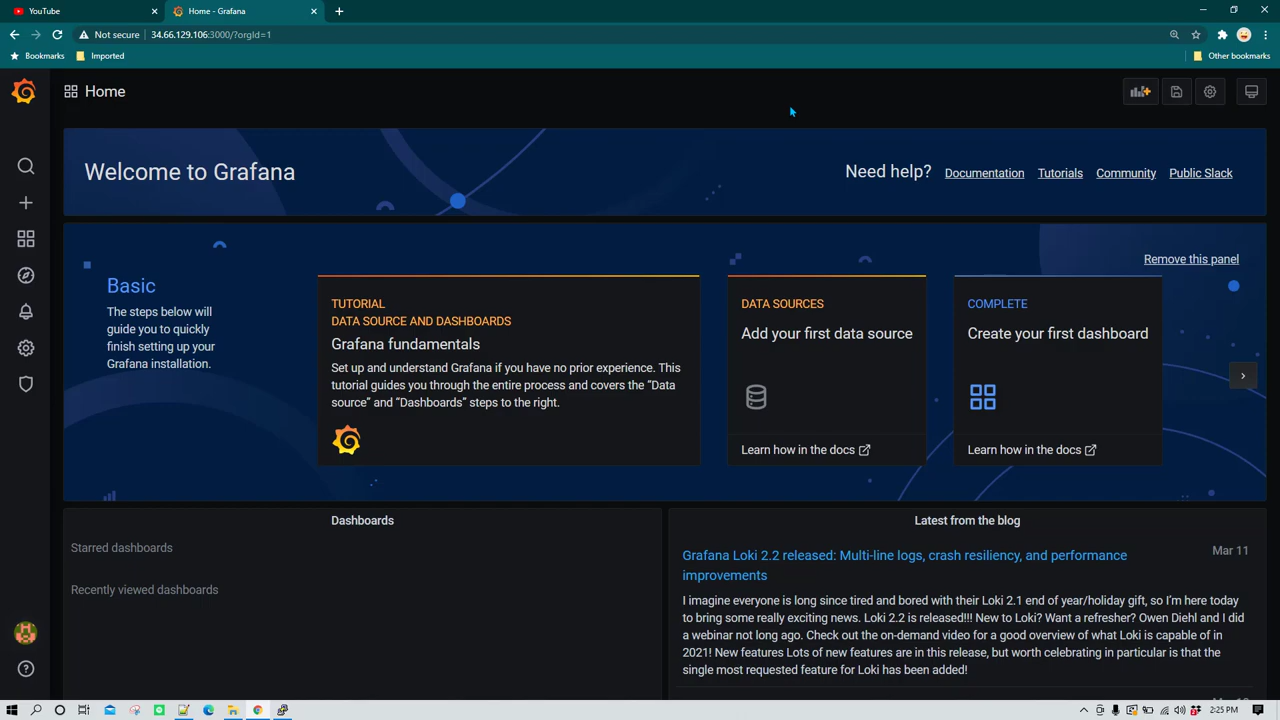 YouTube
Home - Grafana
Not secure
34.66.129.106:3000/?orgId=1
Bookmarks
Imported
Other bookmarks
Home
Welcome to Grafana
Need help?
Documentation
Tutorials
Community
Public Slack
Remove this panel
Basic
The steps below will
guide you to quickly
finish setting up your
Grafana installation.
TUTORIAL
DATA SOURCE AND DASHBOARDS
Grafana fundamentals
Set up and understand Grafana if you have no prior experience. This
tutorial guides you through the entire process and covers the “Data
source” and “Dashboards” steps to the right.
DATA SOURCES
Add your first data source
Learn how in the docs
COMPLETE
Create your first dashboard
Learn how in the docs
Dashboards
Starred dashboards
Recently viewed dashboards
Latest from the blog
Grafana Loki 2.2 released: Multi-line logs, crash resiliency, and performance
improvements
Mar 11
I imagine everyone is long since tired and bored with their Loki 2.1 end of year/holiday gift, so I’m here today
to bring some really exciting news. Loki 2.2 is released!!! New to Loki? Want a refresher? Owen Diehl and I did
a webinar not long ago. Check out the on-demand video for a good overview of what Loki is capable of in
2021! New features Lots of new features are in this release, but worth celebrating in particular is that the
single most requested feature for Loki has been added!
2:25 PM